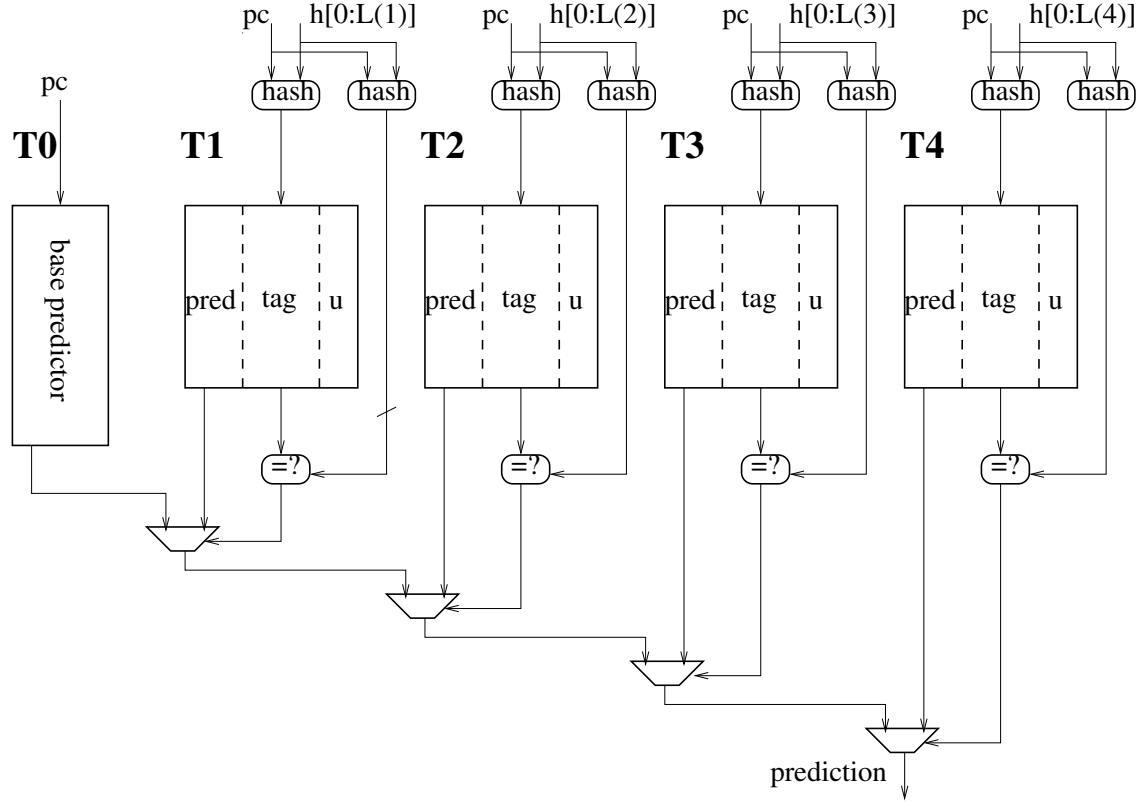 pc h[0:L(1)] pc h[0:L(2)] pc h[0:L(3)] pc h[0:L(4)]
pc hash hash hash hash hash hash hash hash
T0 T1 T2 T3 T4
base predictor
pred tag u pred tag u pred tag u pred tag u
=? =? =? =?
prediction